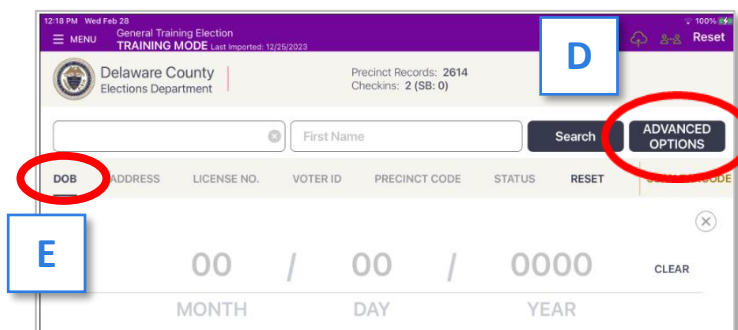 12:18 PM Wed Feb 28
100%
MENU
General Training Election
TRAINING MODE Last Imported: 12/25/2023
Reset
D
Delaware County
Elections Department
Precinct Records: 2614
Checkins: 2 (SB: 0)
First Name
Search
ADVANCED
OPTIONS
DOB ADDRESS LICENSE NO. VOTER ID PRECINCT CODE STATUS RESET
E
00 / 00 / 0000 CLEAR
MONTH DAY YEAR